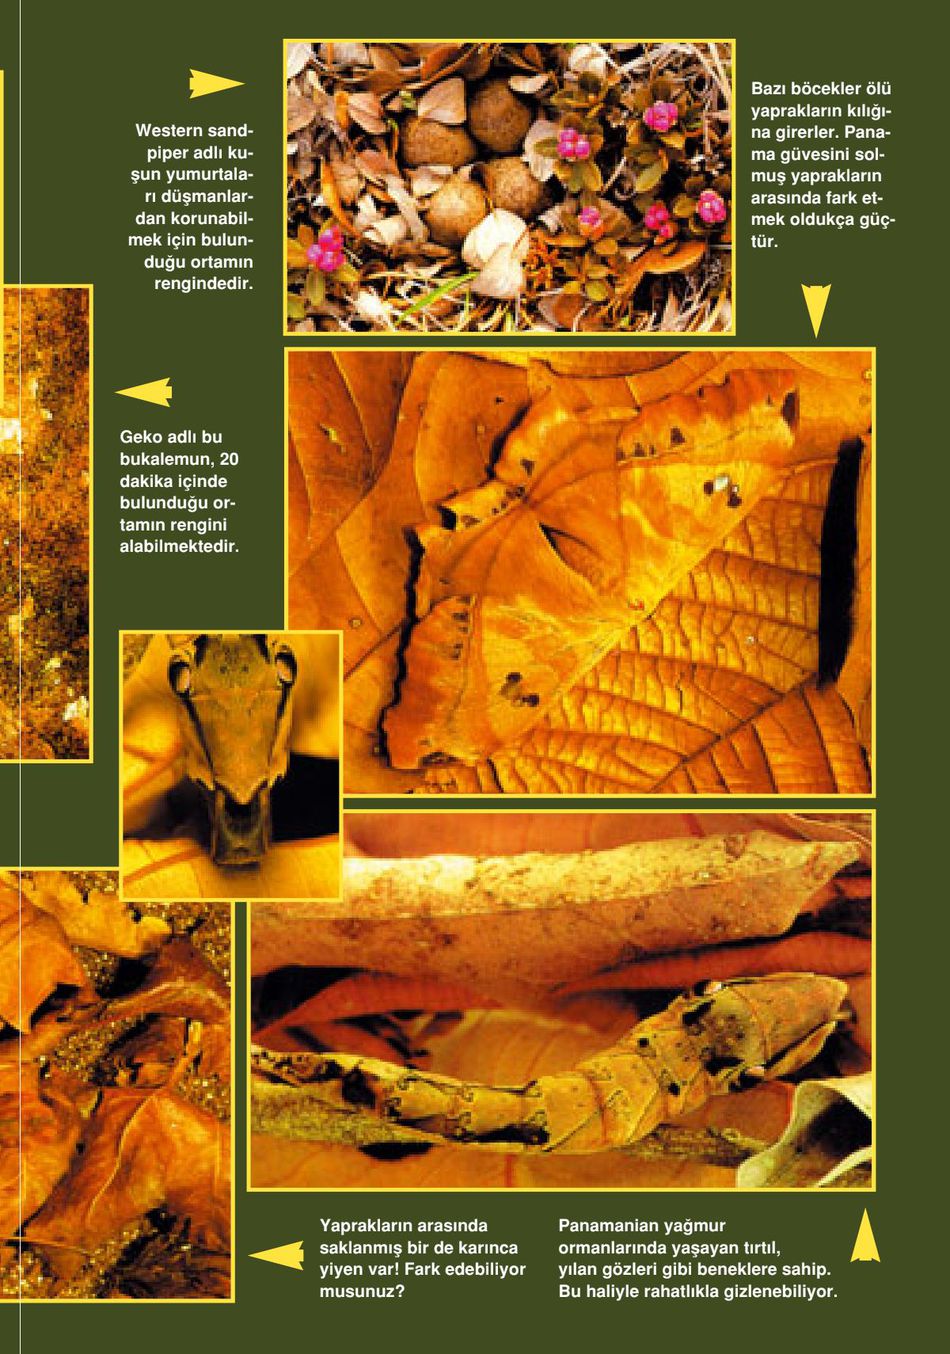 Western sand-
piper adlı ku-
şun yumurtala-
rı düşmanlar-
dan korunabil-
mek için bulun-
duğu ortamın
rengindedir.
Bazı böcekler ölü
yaprakların kılığı-
na girerler. Pana-
ma güvesini sol-
muş yaprakların
arasında fark et-
mek oldukça güç-
tür.
Geko adlı bu
bukalemun, 20
dakika içinde
bulunduğu or-
tamın rengini
alabilmektedir.
Yaprakların arasında
saklanmış bir de karınca
yiyen var! Fark edebiliyor
musunuz?
Panamanian yağmur
ormanlarında yaşayan tırtıl,
yılan gözleri gibi beneklere sahip.
Bu haliyle rahatlıkla gizlenebiliyor.